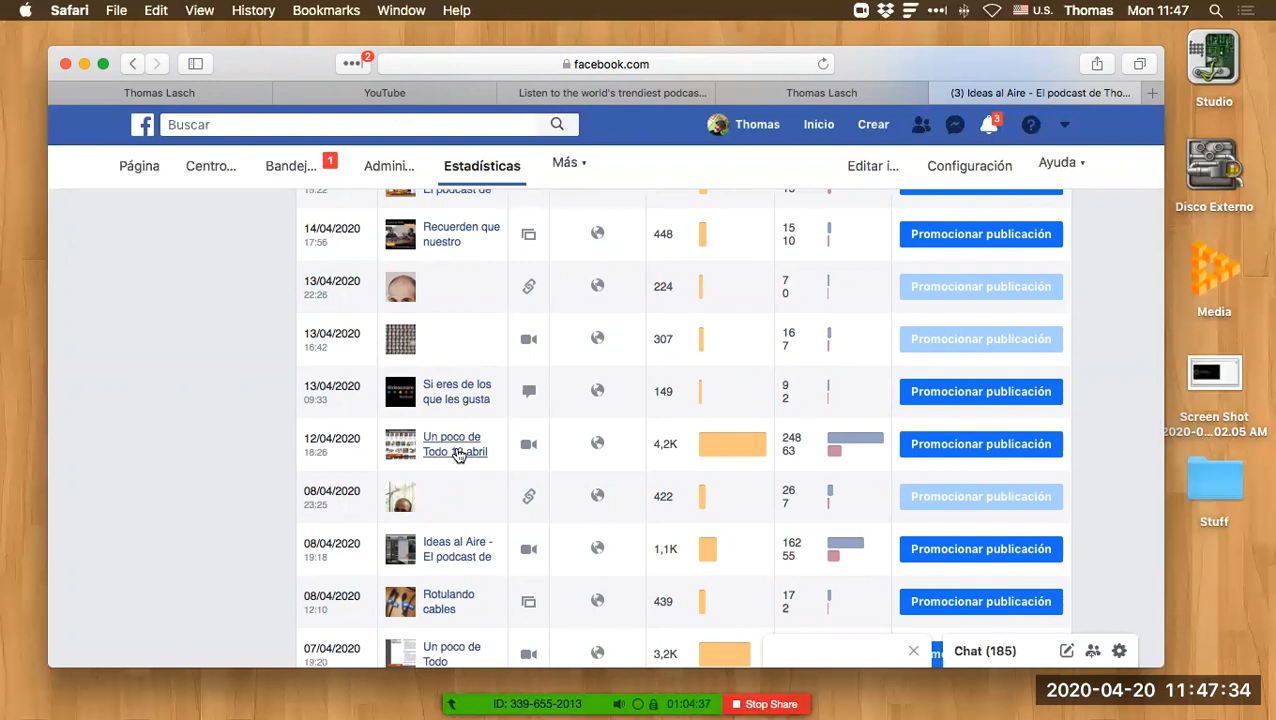 Safari File Edit View History Bookmarks Window Help U.S. Thomas Mon 11:47
2 facebook.com
Thomas Lasch YouTube Listen to the world's trendiest podcas... Thomas Lasch (3) Ideas al Aire - El podcast de Tho...
Buscar Thomas Inicio Crear 3
Página Centro... Bandej... 1 Admini... Estadísticas Más Editar i... Configuración Ayuda
El podcast de
14/04/2020
17:56
Recuerden que
nuestro
448
15
10
Promocionar publicación
13/04/2020
22:26
224
7
0
Promocionar publicación
13/04/2020
16:42
307
16
7
Promocionar publicación
13/04/2020
09:33
Si eres de los
que les gusta
149
9
2
Promocionar publicación
12/04/2020
18:26
Un poco de
Todo abril
4,2K
248
63
Promocionar publicación
08/04/2020
23:25
422
26
7
Promocionar publicación
08/04/2020
19:18
Ideas al Aire -
El podcast de
1,1K
162
55
Promocionar publicación
08/04/2020
12:10
Rotulando
cables
439
17
2
Promocionar publicación
07/04/2020
19:20
Un poco de
Todo
3,2K
Chat (185)
Studio
Disco Externo
Media
Screen Shot
2020-0...02.05 AM
Stuff
2020-04-20 11:47:34
ID: 339-655-2013 01:04:37 Stop Share